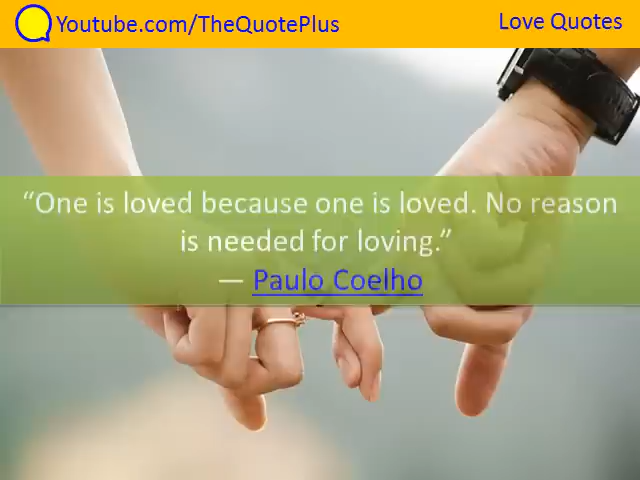 Youtube.com/TheQuotePlus
Love Quotes
“One is loved because one is loved. No reason
is needed for loving.”
― Paulo Coelho